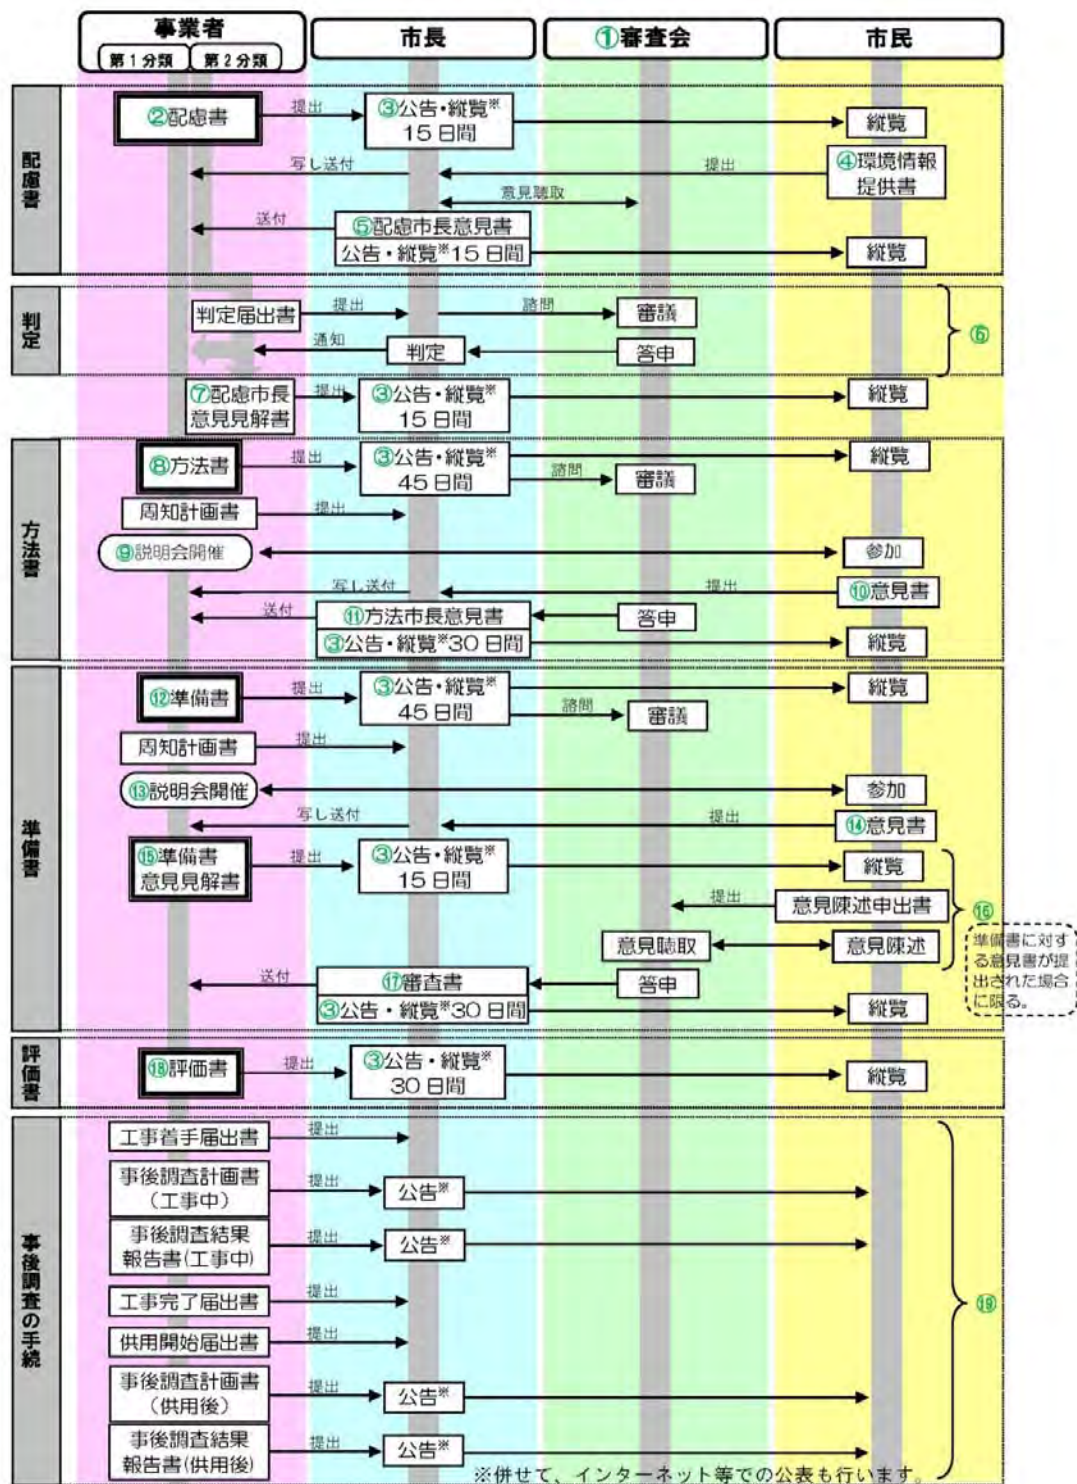 事業者
第1分類
第2分類
市長
①審査会
市民
配慮書
②配慮書
提出
③公告・縦覧※
15日間
縦覧
写し送付
提出
④環境情報
提供書
意見聴取
送付
⑤配慮市長意見書
公告・縦覧※15日間
縦覧
判定
判定届出書
提出
諮問
審議
通知
判定
答申
⑥
⑦配慮市長
意見見解書
提出
③公告・縦覧※
15日間
縦覧
方法書
⑧方法書
提出
③公告・縦覧※
45日間
縦覧
諮問
審議
周知計画書
提出
⑨説明会開催
参加
写し送付
提出
⑩意見書
送付
⑪方法市長意見書
答申
③公告・縦覧※30日間
縦覧
準備書
⑫準備書
提出
③公告・縦覧※
45日間
縦覧
諮問
審議
周知計画書
提出
⑬説明会開催
参加
写し送付
提出
⑭意見書
⑮準備書
意見見解書
提出
③公告・縦覧※
15日間
縦覧
提出
意見陳述申出書
⑯
準備書に対す
る意見書が提
出された場合
に限る。
意見聴取
意見陳述
送付
⑰審査書
答申
③公告・縦覧※30日間
縦覧
評価書
⑱評価書
提出
③公告・縦覧※
30日間
縦覧
事後調査の手続
工事着手届出書
提出
事後調査計画書
（工事中）
提出
公告※
事後調査結果
報告書(工事中)
提出
公告※
工事完了届出書
提出
⑲
供用開始届出書
提出
事後調査計画書
（供用後）
提出
公告※
事後調査結果
報告書(供用後)
提出
公告※
※併せて、インターネット等での公表も行います。